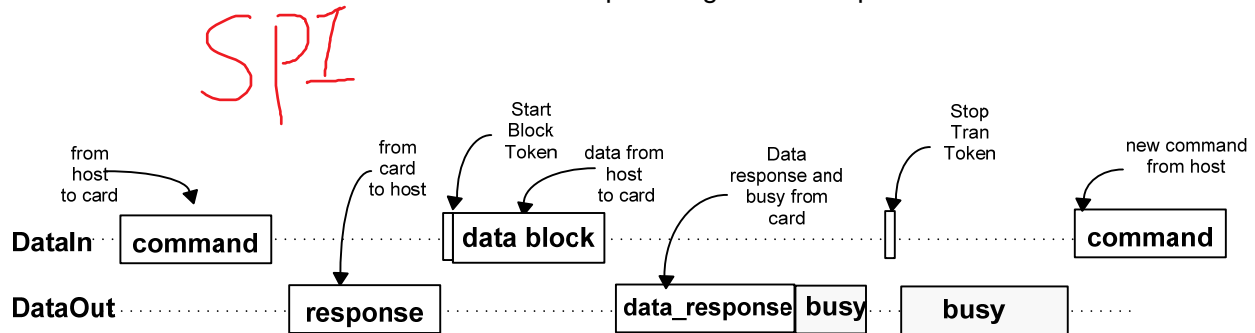 SPI
Start
Block
Token
Stop
Tran
Token
from
host
to card
from
card
to host
data from
host
to card
Data
response and
busy from
card
new command
from host
DataIn
command
data block
command
DataOut
response
data_response
busy
busy